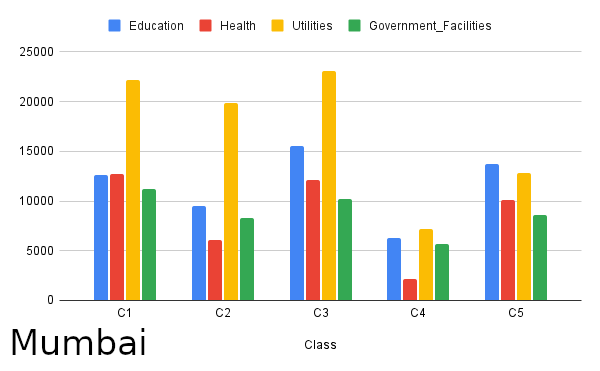 Education Health Utilities Government_Facilities
25000
20000
15000
10000
5000
0
C1 C2 C3 C4 C5
Class
Mumbai